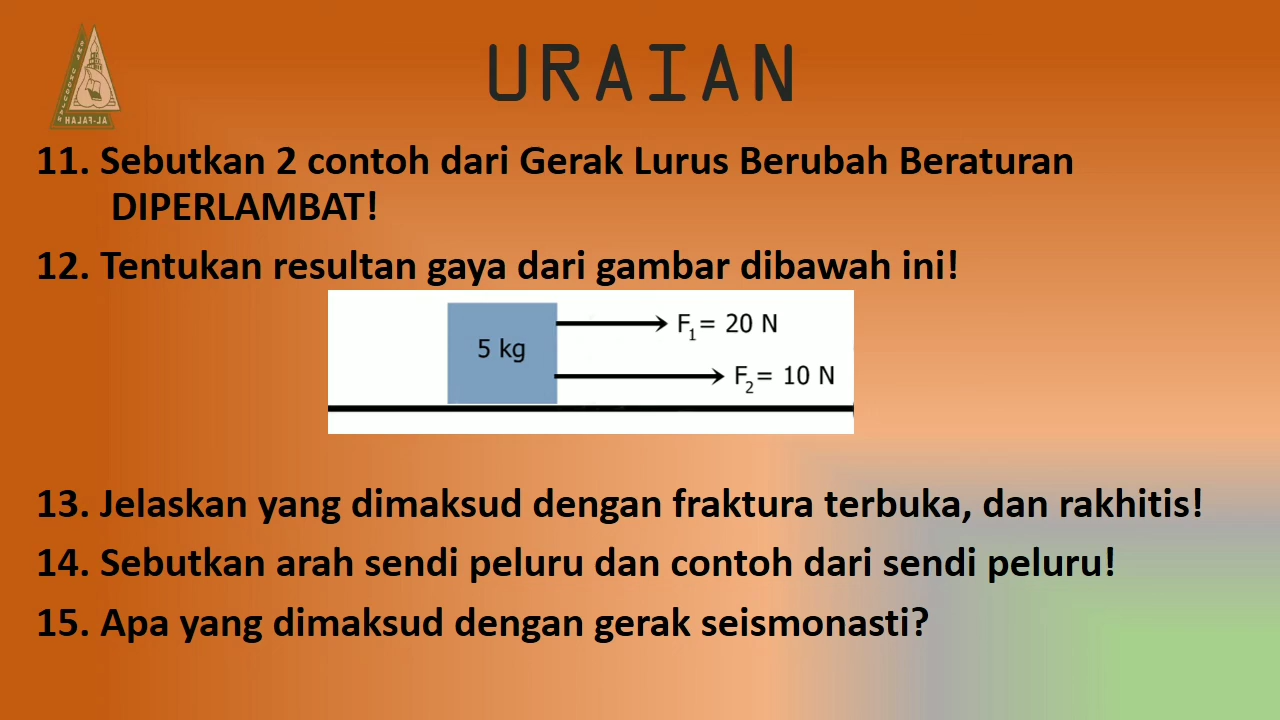 URAIAN
11. Sebutkan 2 contoh dari Gerak Lurus Berubah Beraturan
DIPERLAMBAT!
12. Tentukan resultan gaya dari gambar dibawah ini!
5 kg
F1= 20 N
F2= 10 N
13. Jelaskan yang dimaksud dengan fraktura terbuka, dan rakhitis!
14. Sebutkan arah sendi peluru dan contoh dari sendi peluru!
15. Apa yang dimaksud dengan gerak seismonasti?
AL-FALAH